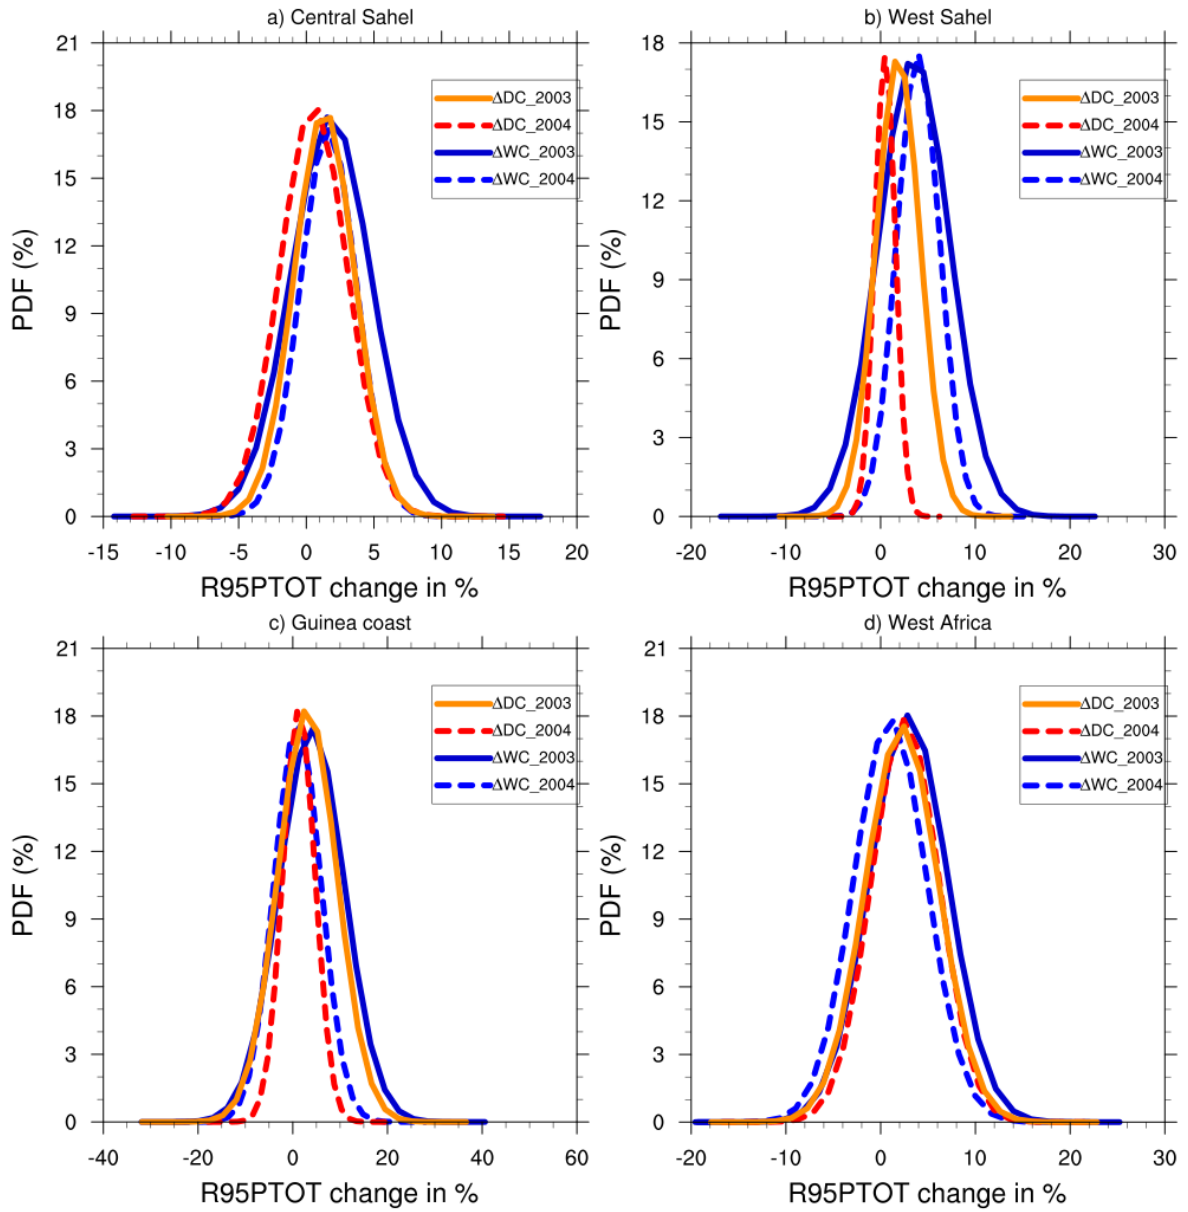 a) Central Sahel
21
18
15
12
9
6
3
0
PDF (%)
ΔDC_2003
ΔDC_2004
ΔWC_2003
ΔWC_2004
-15 -10 -5 0 5 10 15 20
R95PTOT change in %
b) West Sahel
18
15
12
9
6
3
0
PDF (%)
ΔDC_2003
ΔDC_2004
ΔWC_2003
ΔWC_2004
-20 -10 0 10 20 30
R95PTOT change in %
c) Guinea coast
21
18
15
12
9
6
3
0
PDF (%)
ΔDC_2003
ΔDC_2004
ΔWC_2003
ΔWC_2004
-40 -20 0 20 40 60
R95PTOT change in %
d) West Africa
21
18
15
12
9
6
3
0
PDF (%)
ΔDC_2003
ΔDC_2004
ΔWC_2003
ΔWC_2004
-20 -10 0 10 20 30
R95PTOT change in %